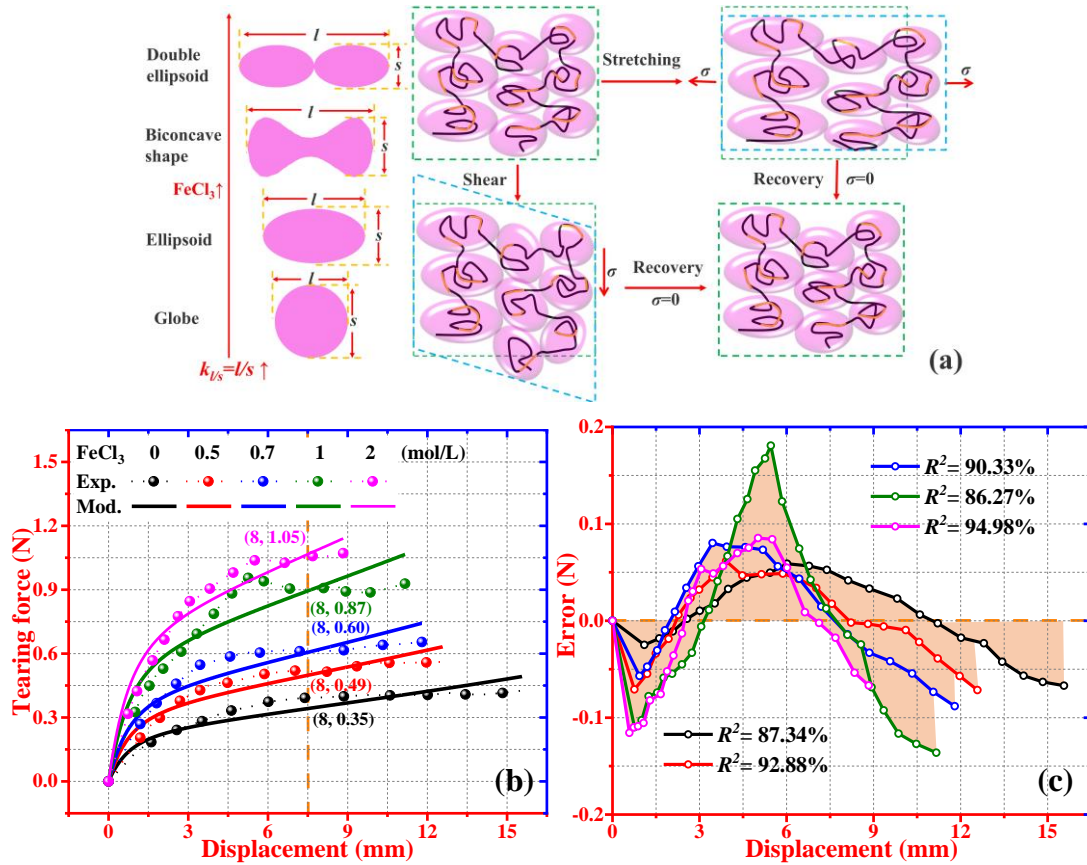 Double
ellipsoid
l
s
Biconcave
shape
l
s
FeCl₃↑
Ellipsoid
l
s
Globe
l
s
k_{l/s}=l/s ↑
Stretching
σ
σ
Shear
Recovery
σ=0
σ
Recovery
σ=0
(a)
FeCl₃ 0 0.5 0.7 1 2 (mol/L)
Exp.
Mod.
(8, 1.05)
(8, 0.87)
(8, 0.60)
(8, 0.49)
(8, 0.35)
Tearing force (N)
1.5
1.2
0.9
0.6
0.3
0.0
0 3 6 9 12 15
Displacement (mm)
(b)
Error (N)
0.2
0.1
0.0
-0.1
-0.2
R²= 90.33%
R²= 86.27%
R²= 94.98%
R²= 87.34%
R²= 92.88%
0 3 6 9 12 15
Displacement (mm)
(c)